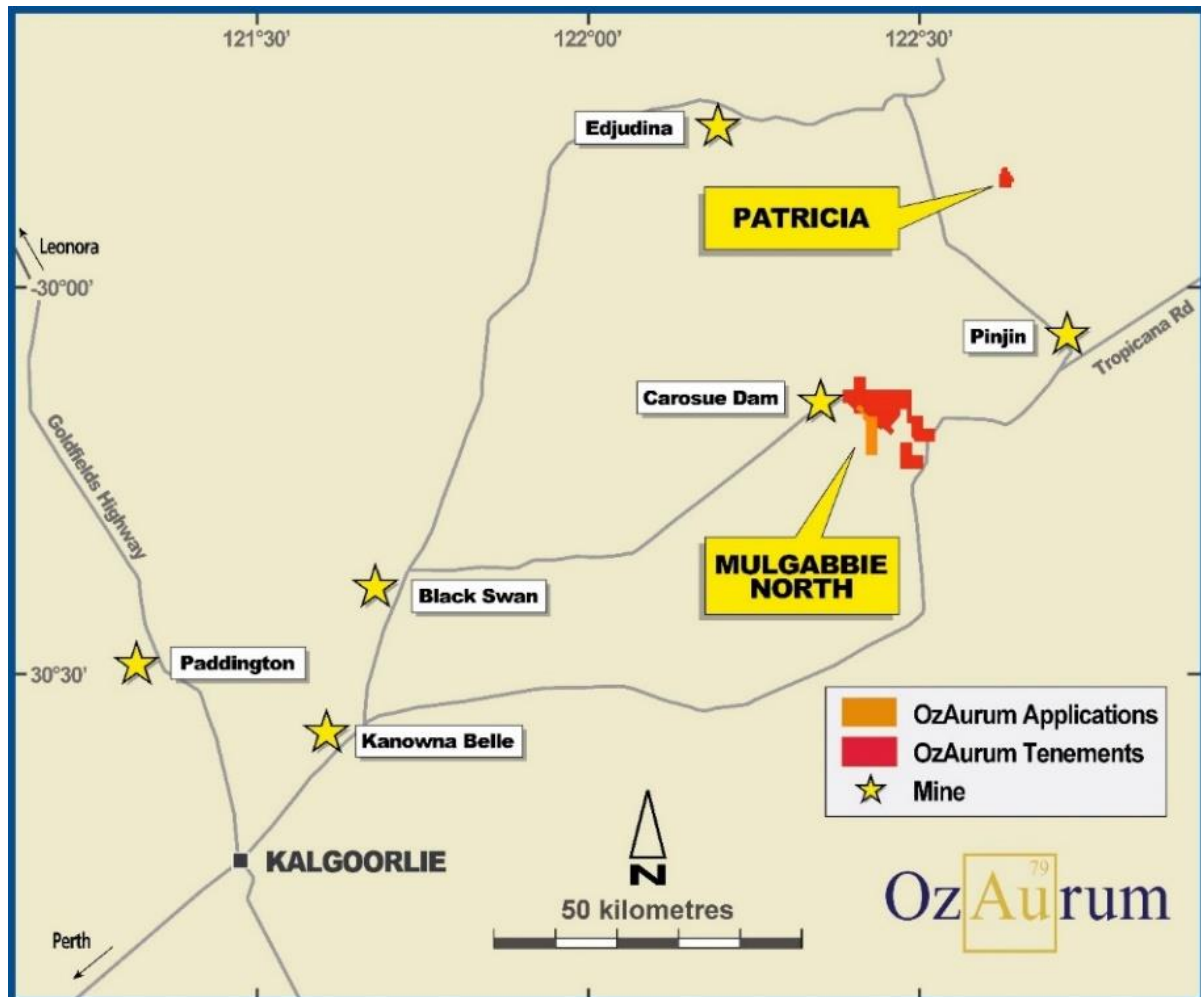 121°30'
122°00'
122°30'
Edjudina
PATRICIA
Leonora
-30°00'
Pinjin
Tropicana Rd
Carosue Dam
Goldfields Highway
MULGABBIE
NORTH
Black Swan
Paddington
30°30'
Kanowna Belle
OzAurum Applications
OzAurum Tenements
Mine
KALGOORLIE
N
50 kilometres
79
OzAurum
Perth